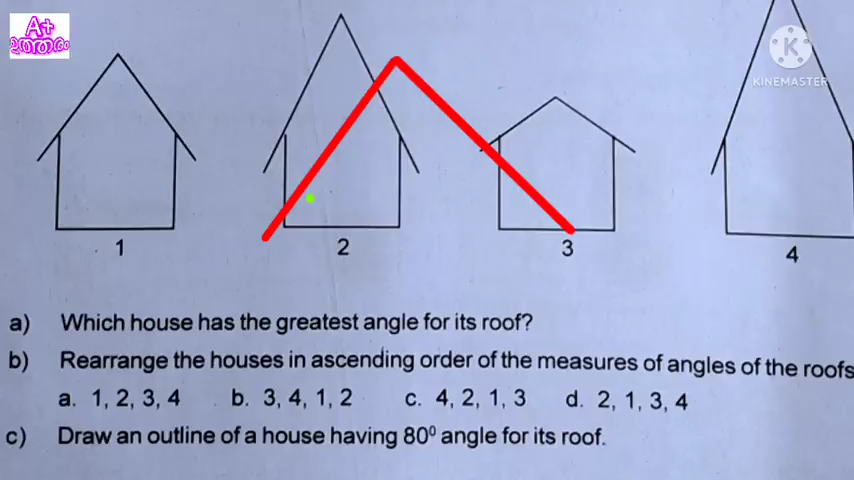 A+
ഉത്തരം
KINEMASTER
1
2
3
4
a) Which house has the greatest angle for its roof?
b) Rearrange the houses in ascending order of the measures of angles of the roofs
a. 1, 2, 3, 4 b. 3, 4, 1, 2 c. 4, 2, 1, 3 d. 2, 1, 3, 4
c) Draw an outline of a house having 80⁰ angle for its roof.